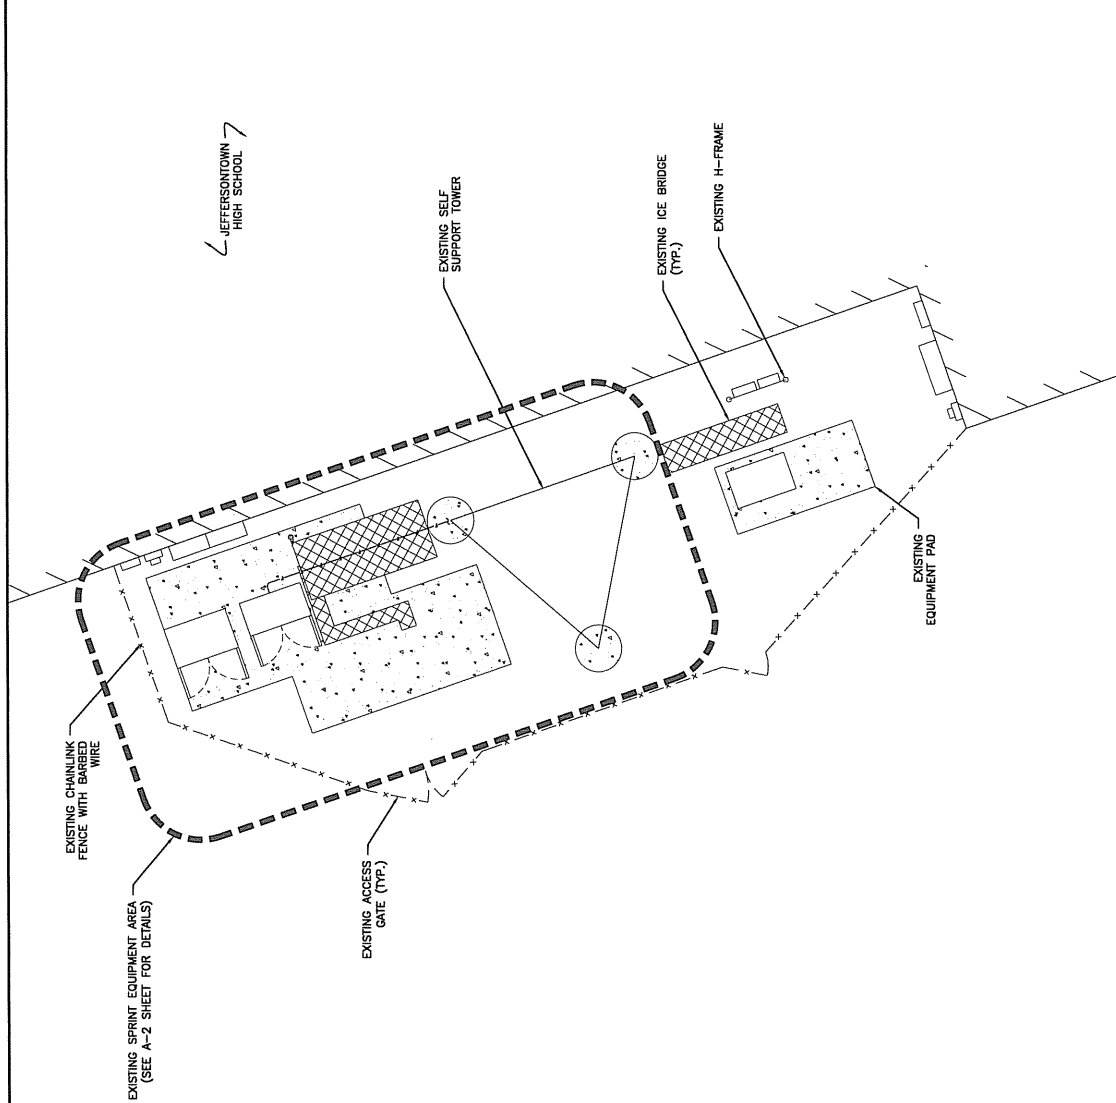 JEFFERSONTOWN
HIGH SCHOOL
EXISTING SELF
SUPPORT TOWER
EXISTING ICE BRIDGE
(TYP.)
EXISTING H-FRAME
EXISTING CHAINLINK
FENCE WITH BARBED
WIRE
EXISTING SPRINT EQUIPMENT AREA
(SEE A-2 SHEET FOR DETAILS)
EXISTING ACCESS
GATE (TYP.)
EXISTING
EQUIPMENT PAD